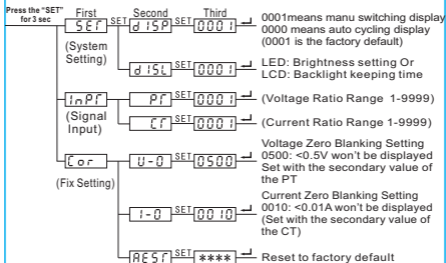 Press the "SET" for 3 sec
First Second Third
SET SET dISP SET 0001 0001means manu switching display
0000 means auto cycling display
(0001 is the factory default)
(System Setting)
dISL SET 0001 LED: Brightness setting Or
LCD: Backlight keeping time
InPT PT SET 0001 (Voltage Ratio Range 1-9999)
(Signal Input)
CT SET 0001 (Current Ratio Range 1-9999)
Voltage Zero Blanking Setting
Cor U-0 SET 0500 0500: <0.5V won't be displayed
Set with the secondary value of
the PT
(Fix Setting)
Current Zero Blanking Setting
I-0 SET 0010 0010: <0.01A won't be displayed
(Set with the secondary value of
the CT)
REST SET **** Reset to factory default